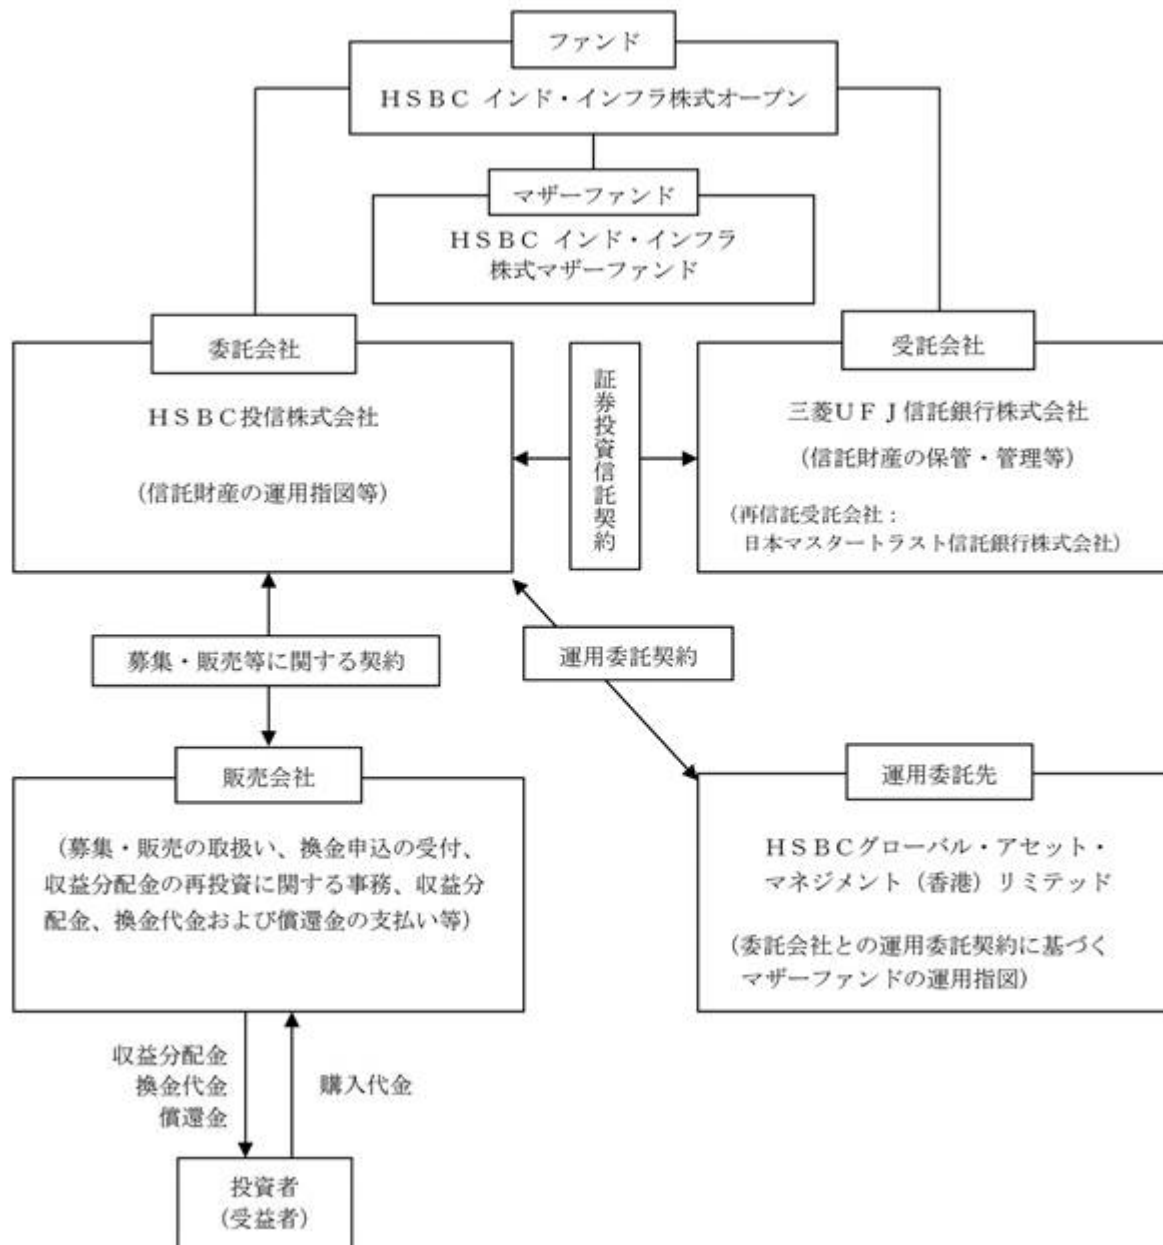 ファンド
ＨＳＢＣ インド・インフラ株式オープン
マザーファンド
ＨＳＢＣ インド・インフラ
株式マザーファンド
委託会社
ＨＳＢＣ投信株式会社
（信託財産の運用指図等）
証券投資信託契約
受託会社
三菱ＵＦＪ信託銀行株式会社
（信託財産の保管・管理等）
（再信託受託会社：
日本マスタートラスト信託銀行株式会社）
募集・販売等に関する契約
運用委託契約
販売会社
（募集・販売の取扱い、換金申込の受付、
収益分配金の再投資に関する事務、収益分
配金、換金代金および償還金の支払い等）
運用委託先
ＨＳＢＣグローバル・アセット・
マネジメント（香港）リミテッド
（委託会社との運用委託契約に基づく
マザーファンドの運用指図）
収益分配金
換金代金
償還金
購入代金
投資者
（受益者）